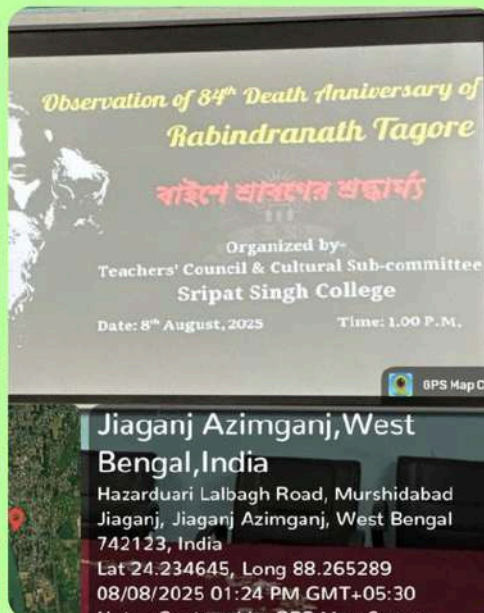 Observation of 84th Death Anniversary of
Rabindranath Tagore
বাইশে শ্রাবণের শ্রদ্ধার্ঘ্য
Organized by-
Teachers' Council & Cultural Sub-committee
Sripat Singh College
Date: 8th August, 2025 Time: 1.00 P.M.
GPS Map C
Jiaganj Azimganj,West
Bengal,India
Hazarduari Lalbagh Road, Murshidabad
Jiaganj, Jiaganj Azimganj, West Bengal
742123, India
Lat 24.234645, Long 88.265289
08/08/2025 01:24 PM GMT+05:30